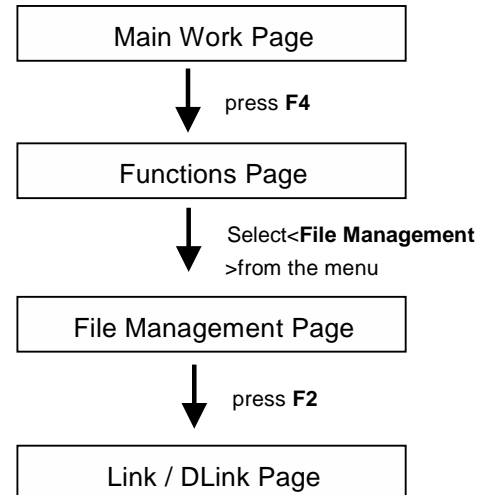 Main Work Page
press F4
Functions Page
Select<File Management
>from the menu
File Management Page
press F2
Link / DLink Page